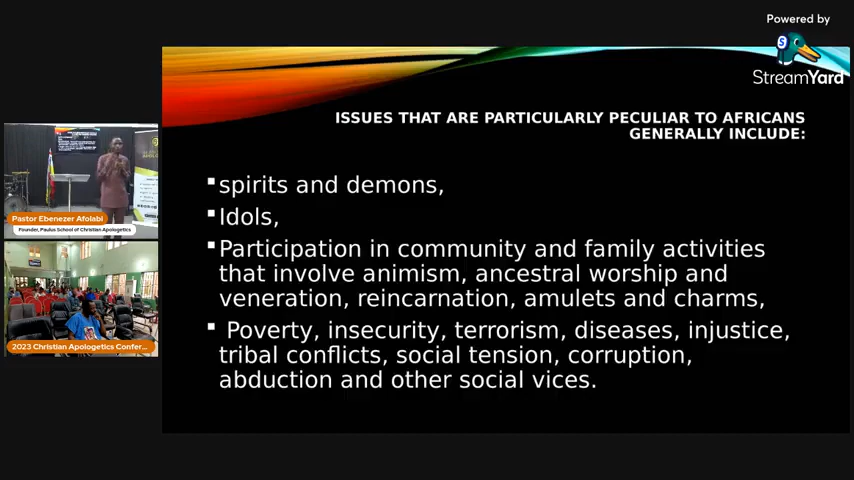 Powered by
StreamYard
ISSUES THAT ARE PARTICULARLY PECULIAR TO AFRICANS
GENERALLY INCLUDE:
▪spirits and demons,
▪Idols,
▪Participation in community and family activities
that involve animism, ancestral worship and
veneration, reincarnation, amulets and charms,
▪ Poverty, insecurity, terrorism, diseases, injustice,
tribal conflicts, social tension, corruption,
abduction and other social vices.
Pastor Ebenezer Afolabi
Founder, Paulus School of Christian Apologetics
2023 Christian Apologetics Confer...